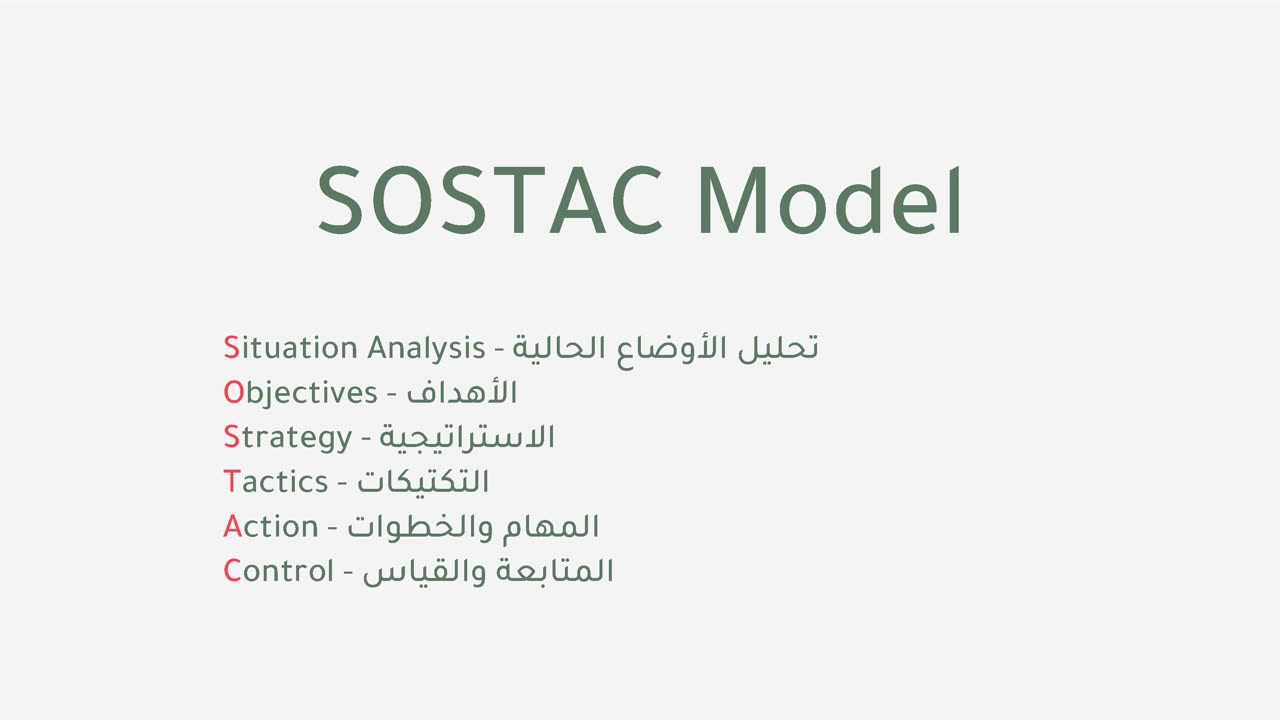 SOSTAC Model
Situation Analysis - تحليل الأوضاع الحالية
Objectives - الأهداف
Strategy - الاستراتيجية
Tactics - التكتيكات
Action - المهام والخطوات
Control - المتابعة والقياس